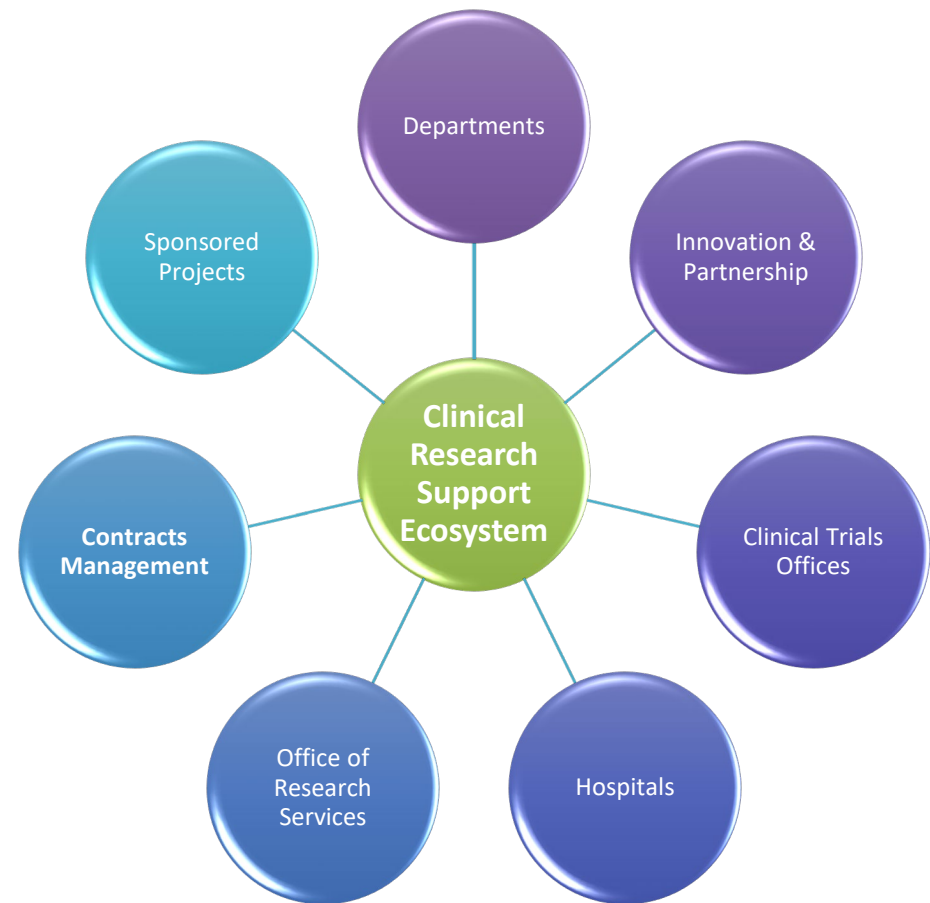 Departments
Innovation &
Partnership
Clinical Trials
Offices
Hospitals
Office of
Research
Services
Contracts
Management
Sponsored
Projects
Clinical
Research
Support
Ecosystem